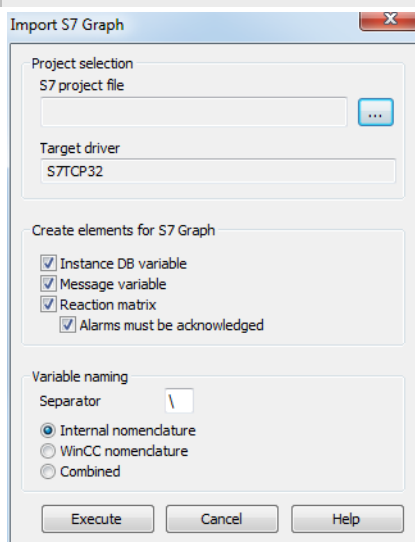 Import S7 Graph
Project selection
S7 project file
...
Target driver
S7TCP32
Create elements for S7 Graph
Instance DB variable
Message variable
Reaction matrix
Alarms must be acknowledged
Variable naming
Separator \
Internal nomenclature
WinCC nomenclature
Combined
Execute Cancel Help